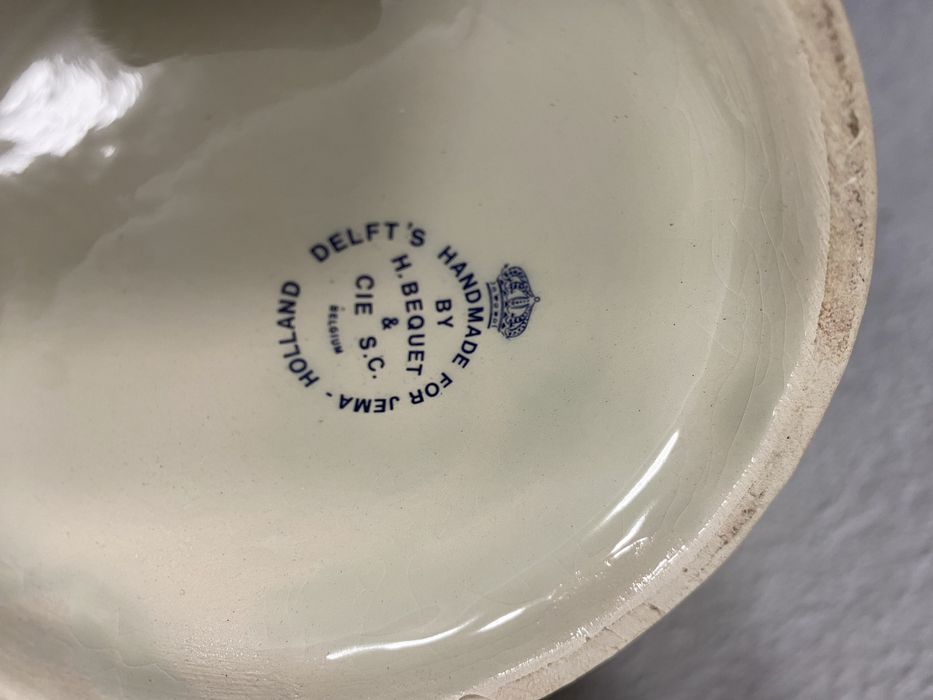 DELFT'S HANDMADE FOR JEMA - HOLLAND
BY
H. BEQUET
&
CIE S.C.
BELGIUM